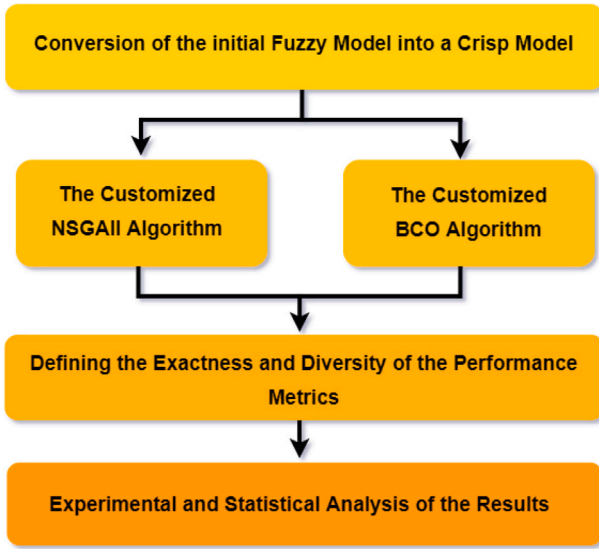 Conversion of the initial Fuzzy Model into a Crisp Model
The Customized
NSGAII Algorithm
The Customized
BCO Algorithm
Defining the Exactness and Diversity of the Performance
Metrics
Experimental and Statistical Analysis of the Results